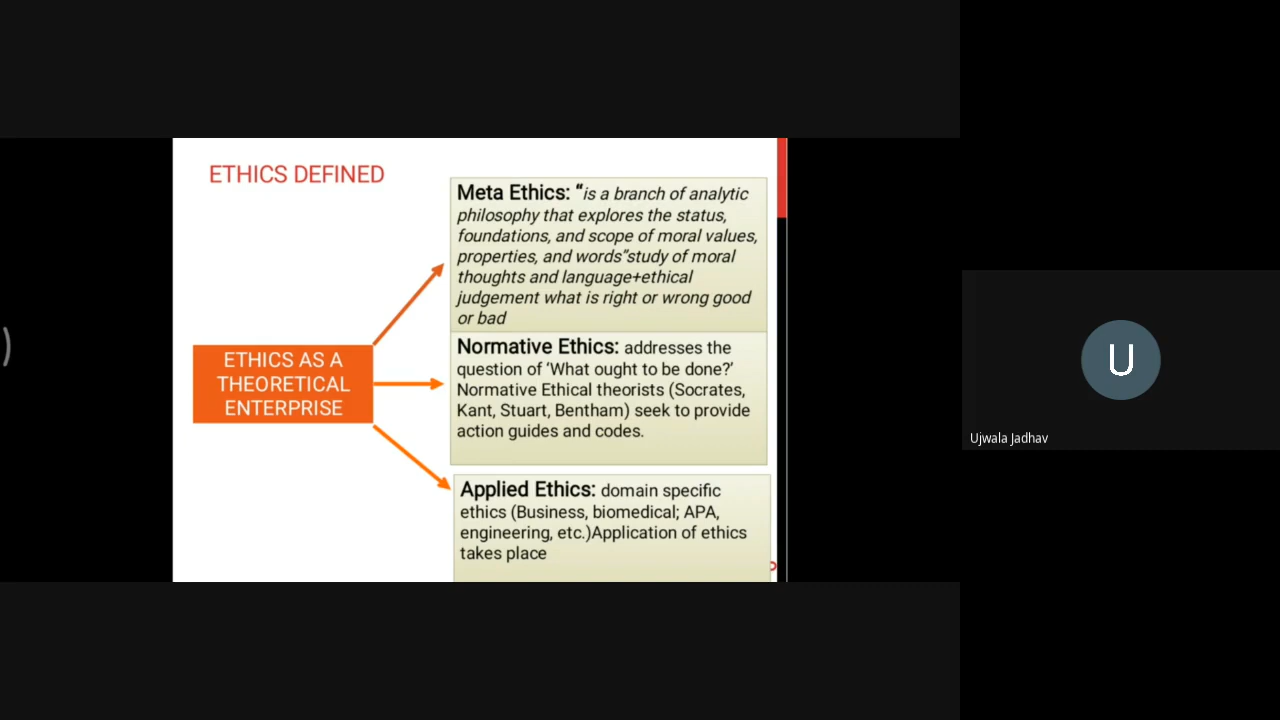 ETHICS DEFINED
Meta Ethics: “is a branch of analytic
philosophy that explores the status,
foundations, and scope of moral values,
properties, and words”study of moral
thoughts and language+ethical
judgement what is right or wrong good
or bad
ETHICS AS A
THEORETICAL
ENTERPRISE
Normative Ethics: addresses the
question of ‘What ought to be done?’
Normative Ethical theorists (Socrates,
Kant, Stuart, Bentham) seek to provide
action guides and codes.
Applied Ethics: domain specific
ethics (Business, biomedical; APA,
engineering, etc.)Application of ethics
takes place
U
Ujwala Jadhav